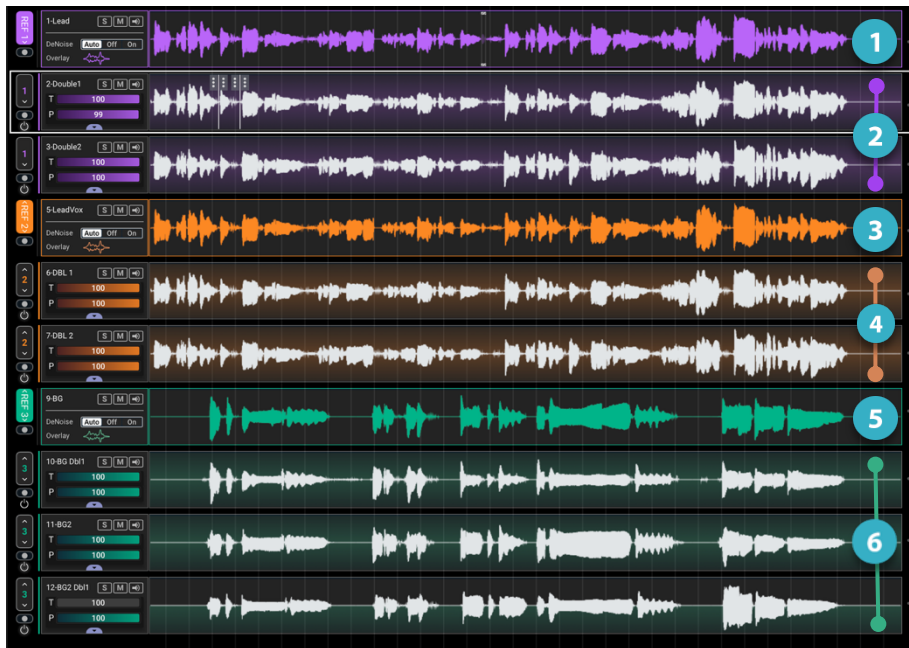 REF 1
1-Lead
S M
DeNoise Auto Off On
Overlay
1
1
2-Double1
S M
T 100
P 99
2
1
3-Double2
S M
T 100
P 100
<REF 2>
5-LeadVox
S M
DeNoise Auto Off On
Overlay
3
2
6-DBL 1
S M
T 100
P 100
4
2
7-DBL 2
S M
T 100
P 100
<REF 3
9-BG
S M
DeNoise Auto Off On
Overlay
5
3
10-BG Dbl1
S M
T 100
P 100
3
11-BG2
S M
T 100
P 100
6
3
12-BG2 Dbl1
S M
T 100
P 100